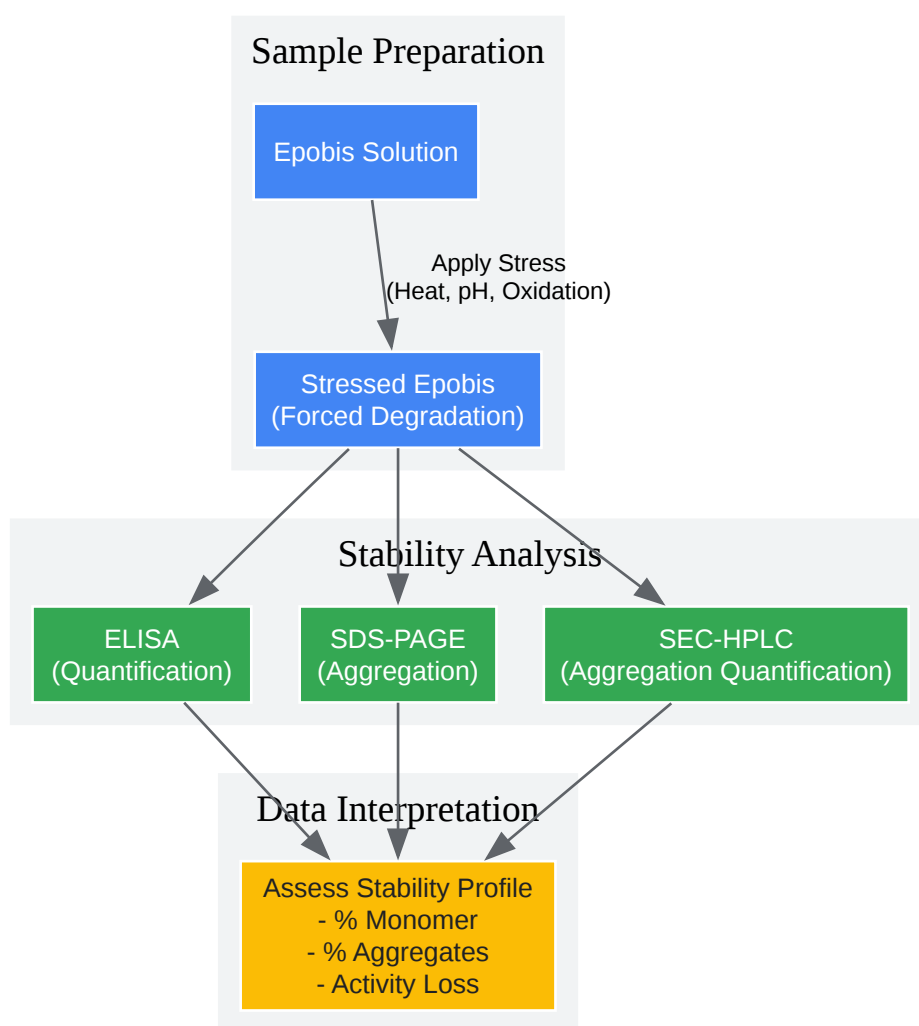 Sample Preparation
Epobis Solution
Apply Stress
(Heat, pH, Oxidation)
Stressed Epobis
(Forced Degradation)
Stability Analysis
ELISA
(Quantification)
SDS-PAGE
(Aggregation)
SEC-HPLC
(Aggregation Quantification)
Data Interpretation
Assess Stability Profile
- % Monomer
- % Aggregates
- Activity Loss